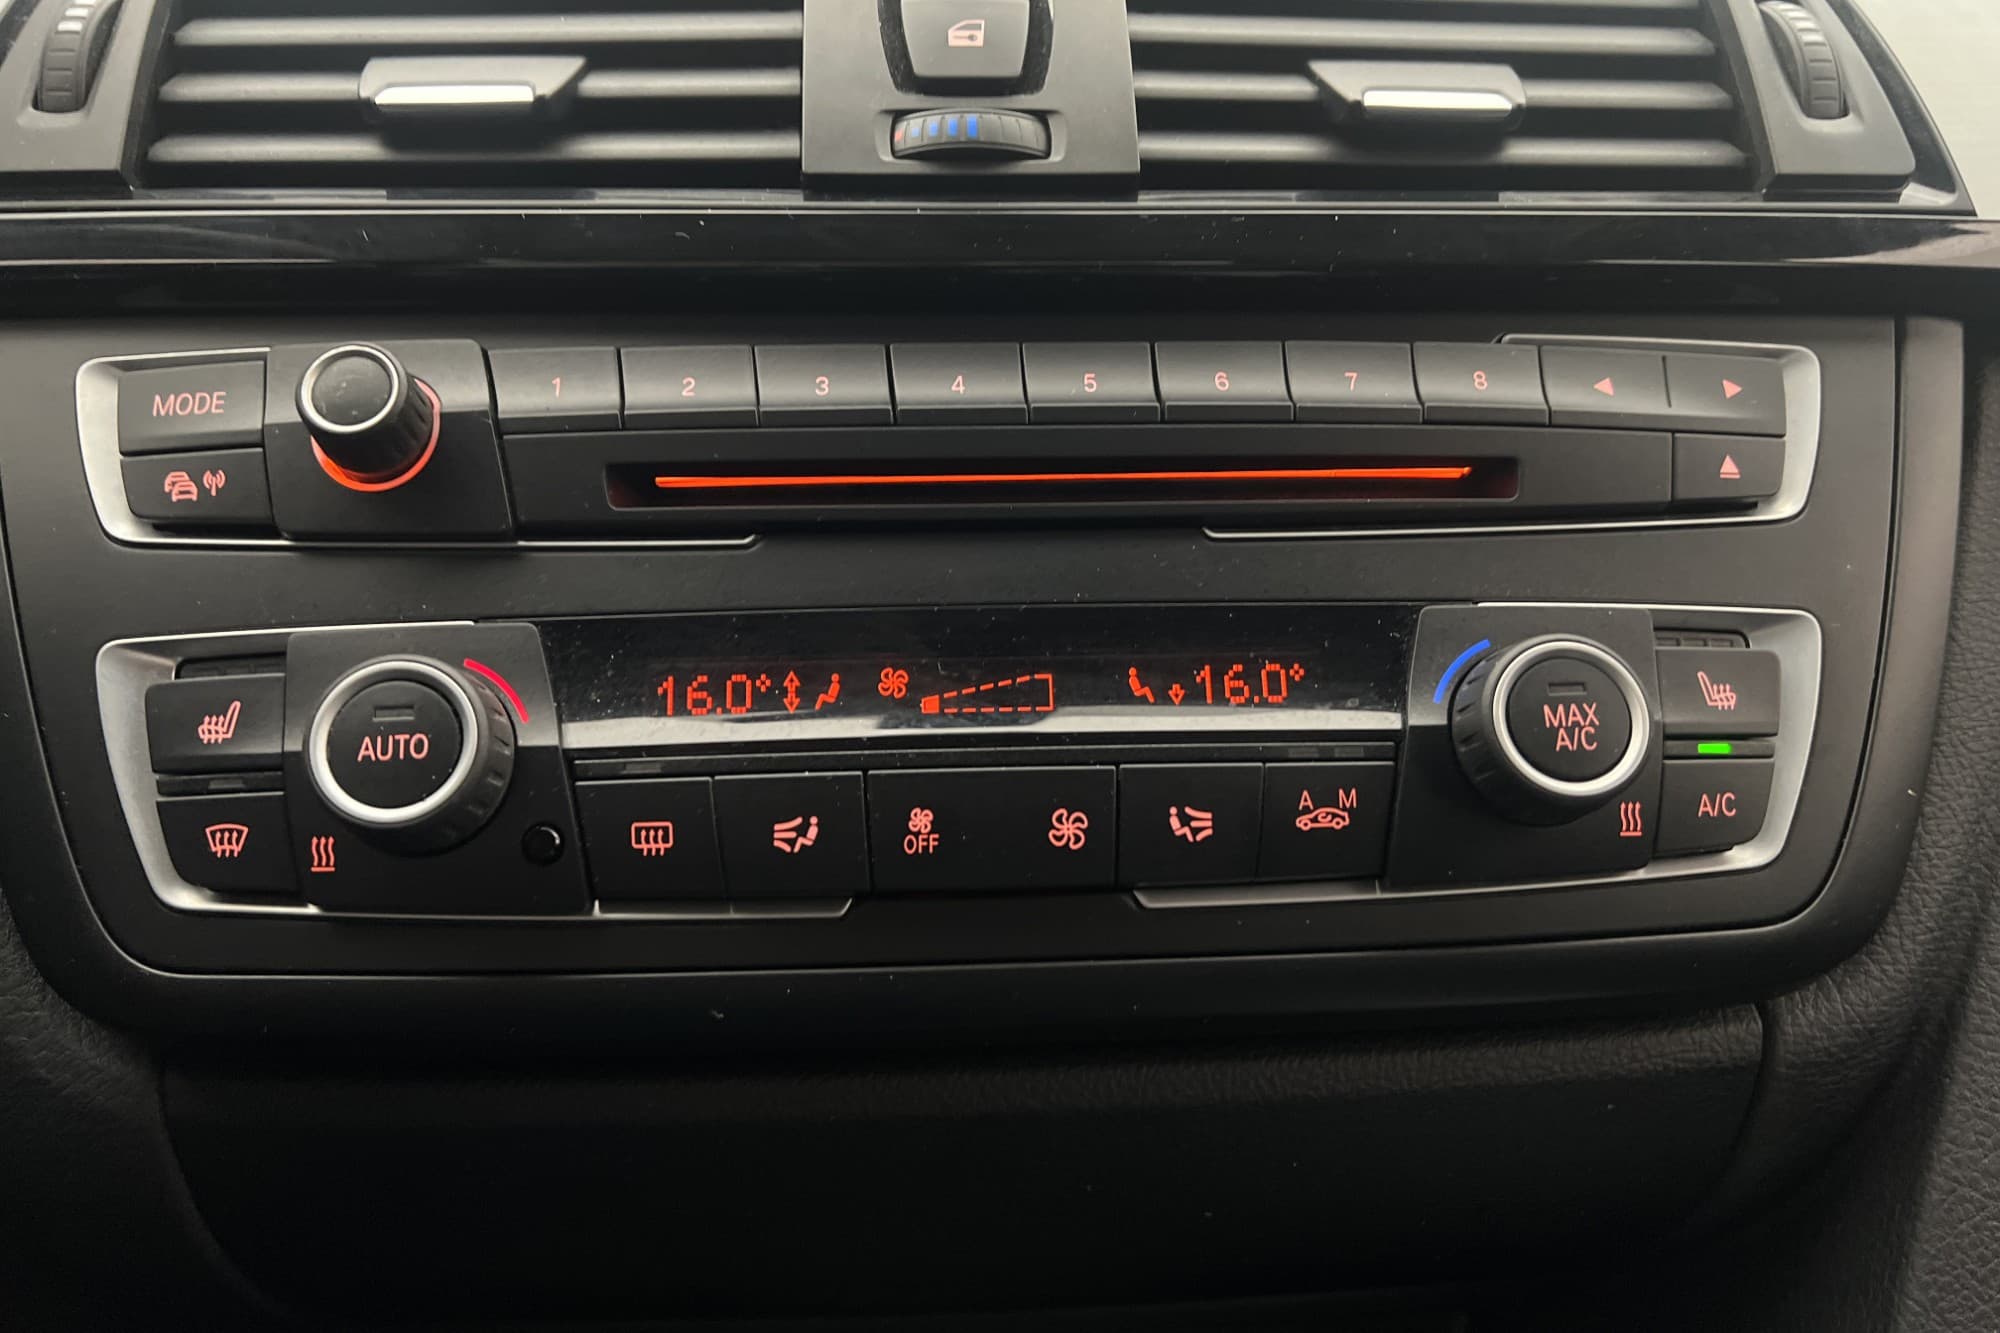 MODE
1 2 3 4 5 6 7 8
16.0° 16.0°
AUTO
MAX
A/C
OFF
A M
A/C